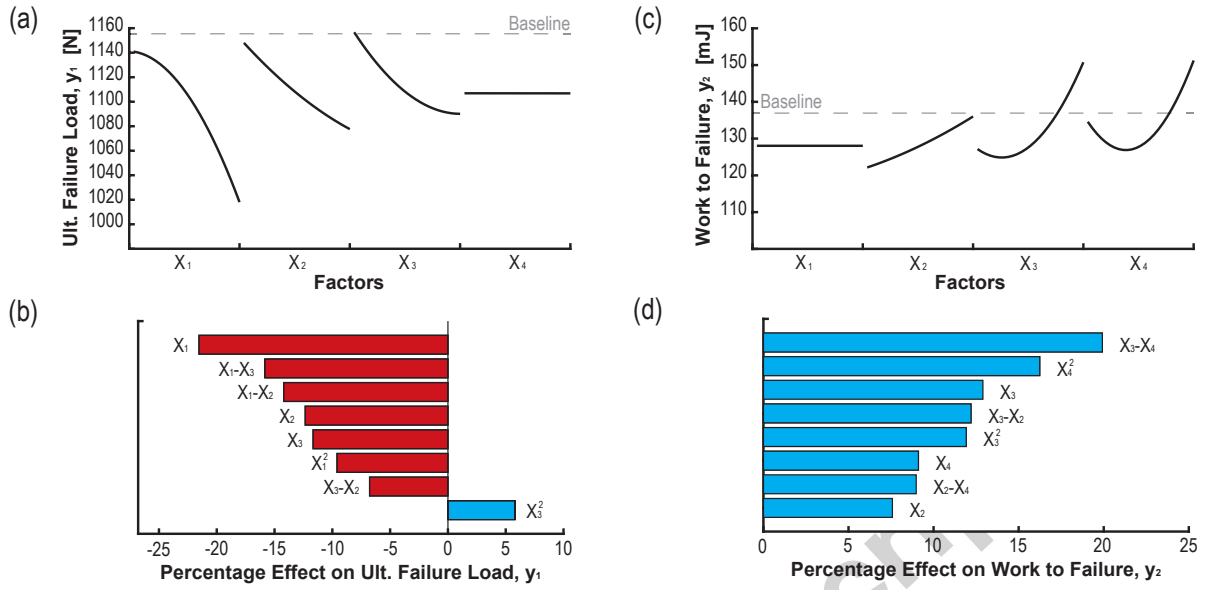 (a)
Ult. Failure Load, y₁ [N]
1160
1140
1120
1100
1080
1060
1040
1020
1000
Baseline
X₁ X₂ X₃ X₄
Factors
(b)
X₁
X₁-X₃
X₁-X₂
X₂
X₃
X₁²
X₃-X₂
X₃²
-25 -20 -15 -10 -5 0 5 10
Percentage Effect on Ult. Failure Load, y₁
(c)
Work to Failure, y₂ [mJ]
160
150
140
130
120
110
Baseline
X₁ X₂ X₃ X₄
Factors
(d)
X₃-X₄
X₄²
X₃
X₃-X₂
X₃²
X₄
X₂-X₄
X₂
0 5 10 15 20 25
Percentage Effect on Work to Failure, y₂